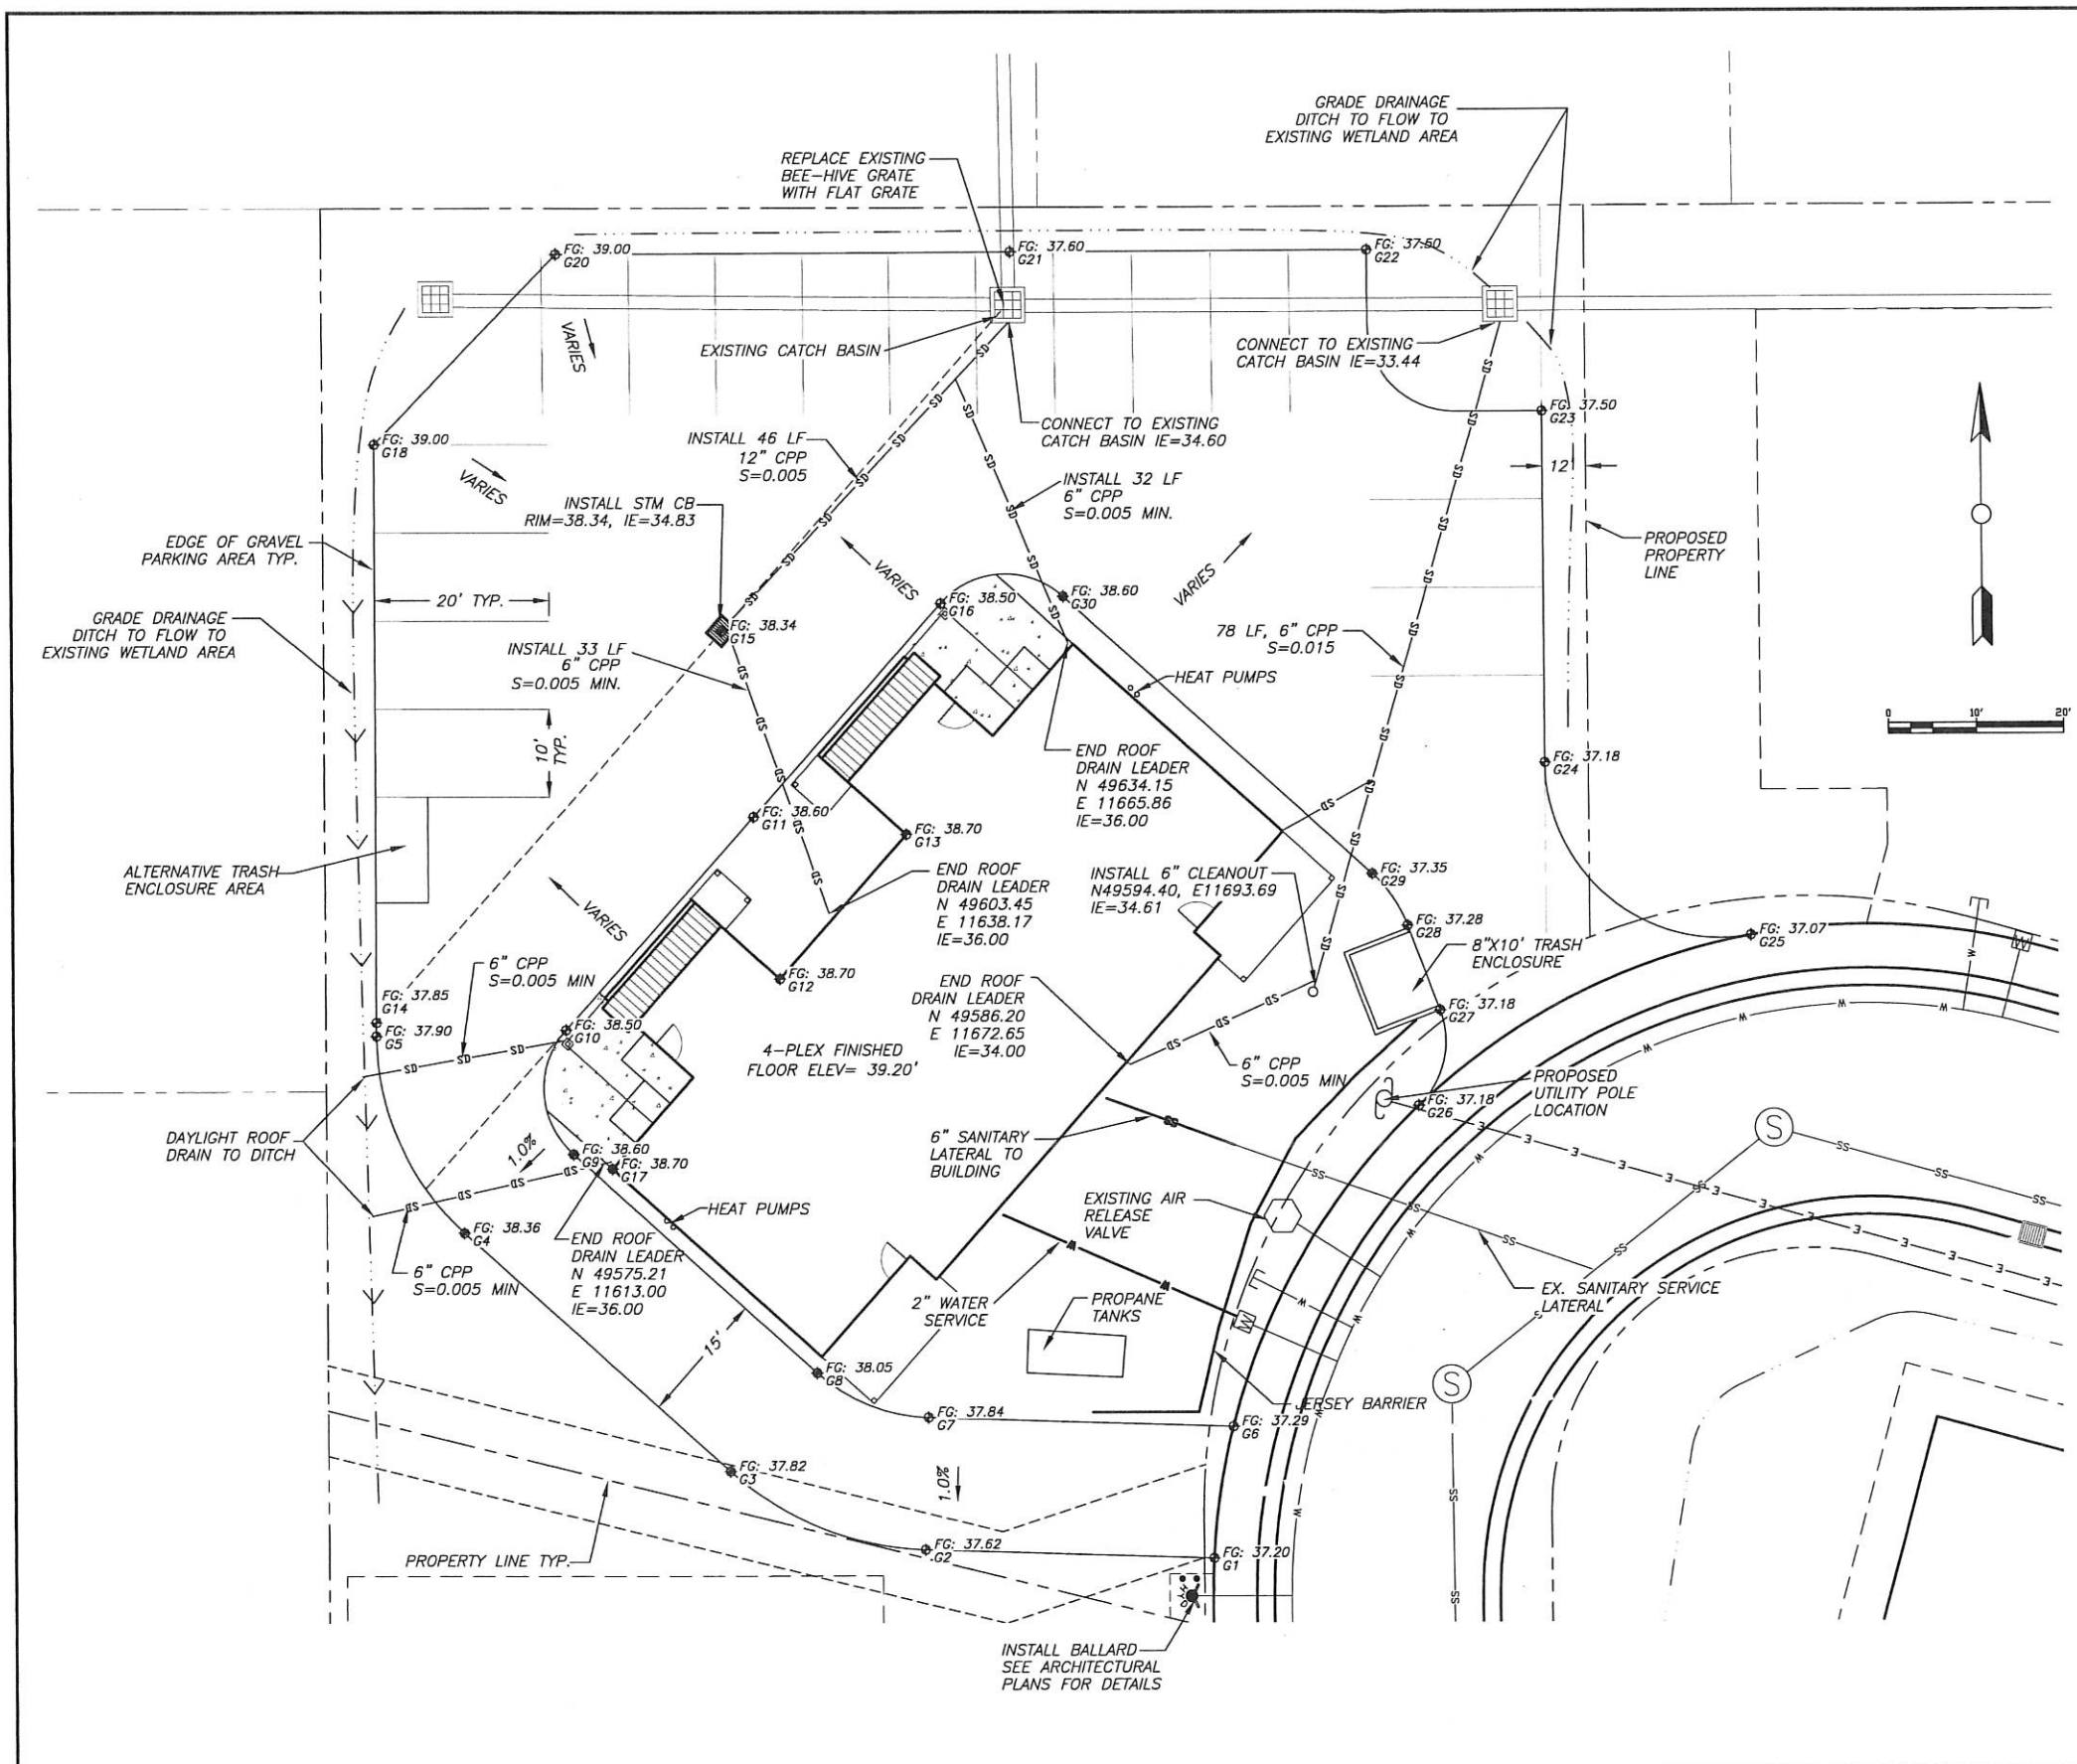 GRADE DRAINAGE
DITCH TO FLOW TO
EXISTING WETLAND AREA
REPLACE EXISTING
BEE-HIVE GRATE
WITH FLAT GRATE
FG: 39.00
G20
FG: 37.60
G21
FG: 37.50
G22
VARIES
EXISTING CATCH BASIN
CONNECT TO EXISTING
CATCH BASIN IE=33.44
FG: 37.50
G23
CONNECT TO EXISTING
CATCH BASIN IE=34.60
FG: 39.00
G18
VARIES
INSTALL 46 LF
12" CPP
S=0.005
12'
INSTALL 32 LF
6" CPP
S=0.005 MIN.
INSTALL STM CB
RIM=38.34, IE=34.83
EDGE OF GRAVEL
PARKING AREA TYP.
PROPOSED
PROPERTY
LINE
VARIES
VARIES
20' TYP.
FG: 38.50
G16
FG: 38.60
G30
GRADE DRAINAGE
DITCH TO FLOW TO
EXISTING WETLAND AREA
FG: 38.34
G15
78 LF, 6" CPP
S=0.015
INSTALL 33 LF
6" CPP
S=0.005 MIN.
HEAT PUMPS
0 10' 20'
10'
TYP.
END ROOF
DRAIN LEADER
N 49634.15
E 11665.86
IE=36.00
FG: 37.18
G24
FG: 38.60
G11
FG: 38.70
G13
ALTERNATIVE TRASH
ENCLOSURE AREA
END ROOF
DRAIN LEADER
N 49603.45
E 11638.17
IE=36.00
INSTALL 6" CLEANOUT
N49594.40, E11693.69
IE=34.61
FG: 37.35
G29
VARIES
FG: 37.28
G28
FG: 37.07
G25
8"X10' TRASH
ENCLOSURE
6" CPP
S=0.005 MIN
FG: 38.70
G12
END ROOF
DRAIN LEADER
N 49586.20
E 11672.65
IE=34.00
FG: 37.85
G14
FG: 37.90
G5
FG: 38.50
G10
FG: 37.18
G27
4-PLEX FINISHED
FLOOR ELEV= 39.20'
6" CPP
S=0.005 MIN
PROPOSED
UTILITY POLE
LOCATION
FG: 37.18
G26
DAYLIGHT ROOF
DRAIN TO DITCH
1.0%
FG: 38.60
G9
FG: 38.70
G17
6" SANITARY
LATERAL TO
BUILDING
S
HEAT PUMPS
EXISTING AIR
RELEASE
VALVE
FG: 38.36
G4
END ROOF
DRAIN LEADER
N 49575.21
E 11613.00
IE=36.00
6" CPP
S=0.005 MIN
EX. SANITARY SERVICE
LATERAL
2" WATER
SERVICE
PROPANE
TANKS
15'
FG: 38.05
G8
S
JERSEY BARRIER
FG: 37.84
G7
FG: 37.29
G6
FG: 37.82
G3
1.0%
PROPERTY LINE TYP.
FG: 37.62
G2
FG: 37.20
G1
HYD
INSTALL BALLARD
SEE ARCHITECTURAL
PLANS FOR DETAILS